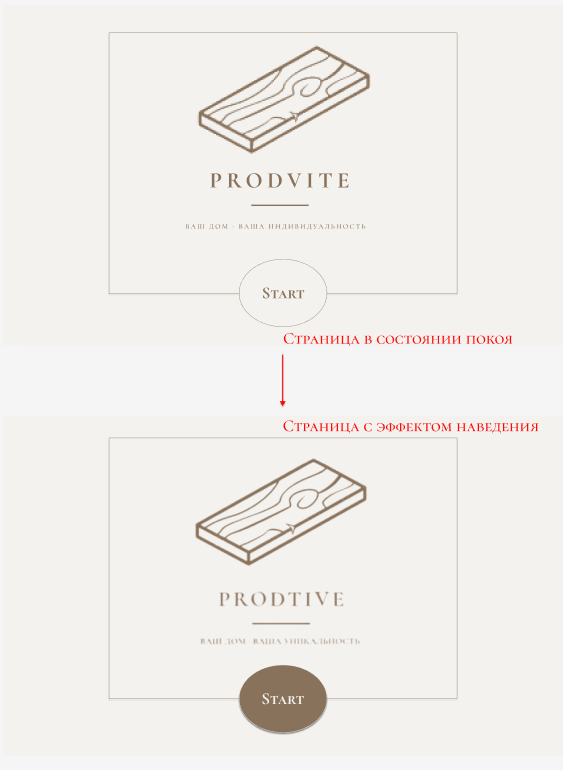 PRODVITE
ВАШ ДОМ · ВАША ИНДИВИДУАЛЬНОСТЬ
START
СТРАНИЦА В СОСТОЯНИИ ПОКОЯ
СТРАНИЦА С ЭФФЕКТОМ НАВЕДЕНИЯ
PRODTIVE
ВАШ ДОМ · ВАША УНИКАЛЬНОСТЬ
START